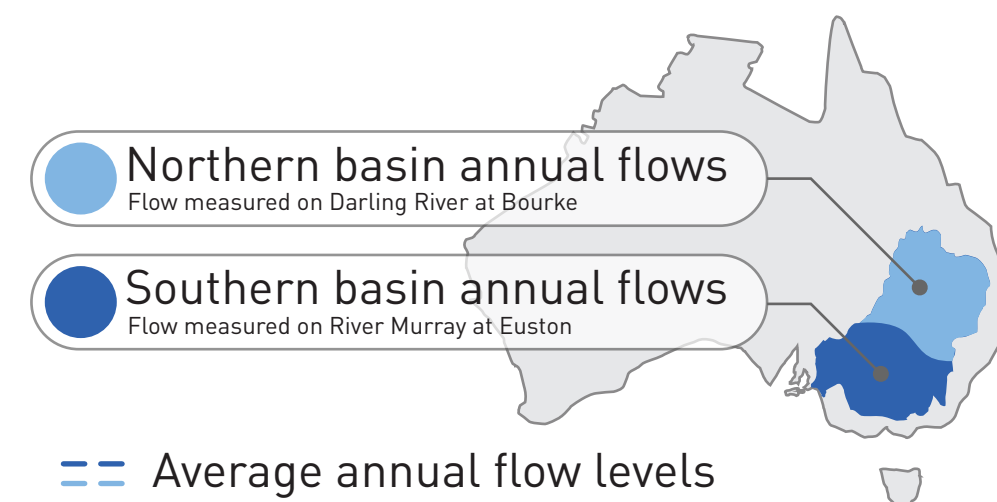 Northern basin annual flows
Flow measured on Darling River at Bourke
Southern basin annual flows
Flow measured on River Murray at Euston
Average annual flow levels